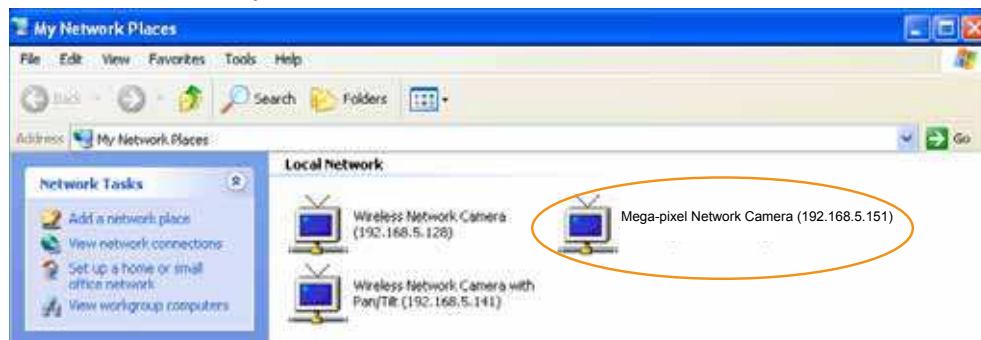 My Network Places
File Edit View Favorites Tools Help
Back Search Folders
Address My Network Places Go
Local Network
Network Tasks
Add a network place
View network connections
Set up a home or small
office network
View workgroup computers
Wireless Network Camera
(192.168.5.128)
Mega-pixel Network Camera (192.168.5.151)
Wireless Network Camera with
Pan/Tilt (192.168.5.141)